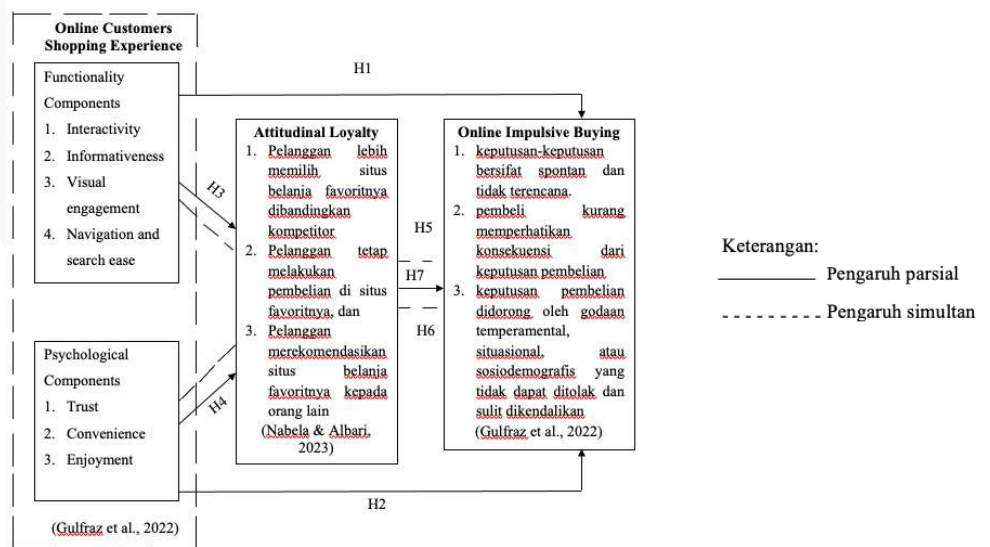 Online Customers
Shopping Experience
Functionality
Components
1. Interactivity
2. Informativeness
3. Visual
engagement
4. Navigation and
search ease
Psychological
Components
1. Trust
2. Convenience
3. Enjoyment
(Gulfraz et al., 2022)
H1
H3
H4
Attitudinal Loyalty
1. Pelanggan lebih
memilih situs
belanja favoritnya
dibandingkan
kompetitor
2. Pelanggan tetap
melakukan
pembelian di situs
favoritnya, dan
3. Pelanggan
merekomendasikan
situs belanja
favoritnya kepada
orang lain
(Nabela & Albari,
2023)
H5
H7
H6
Online Impulsive Buying
1. keputusan-keputusan
bersifat spontan dan
tidak terencana.
2. pembeli kurang
memperhatikan
konsekuensi dari
keputusan pembelian
3. keputusan pembelian
didorong oleh godaan
temperamental,
situasional, atau
sosiodemografis yang
tidak dapat ditolak dan
sulit dikendalikan
(Gulfraz et al., 2022)
H2
Keterangan:
Pengaruh parsial
Pengaruh simultan